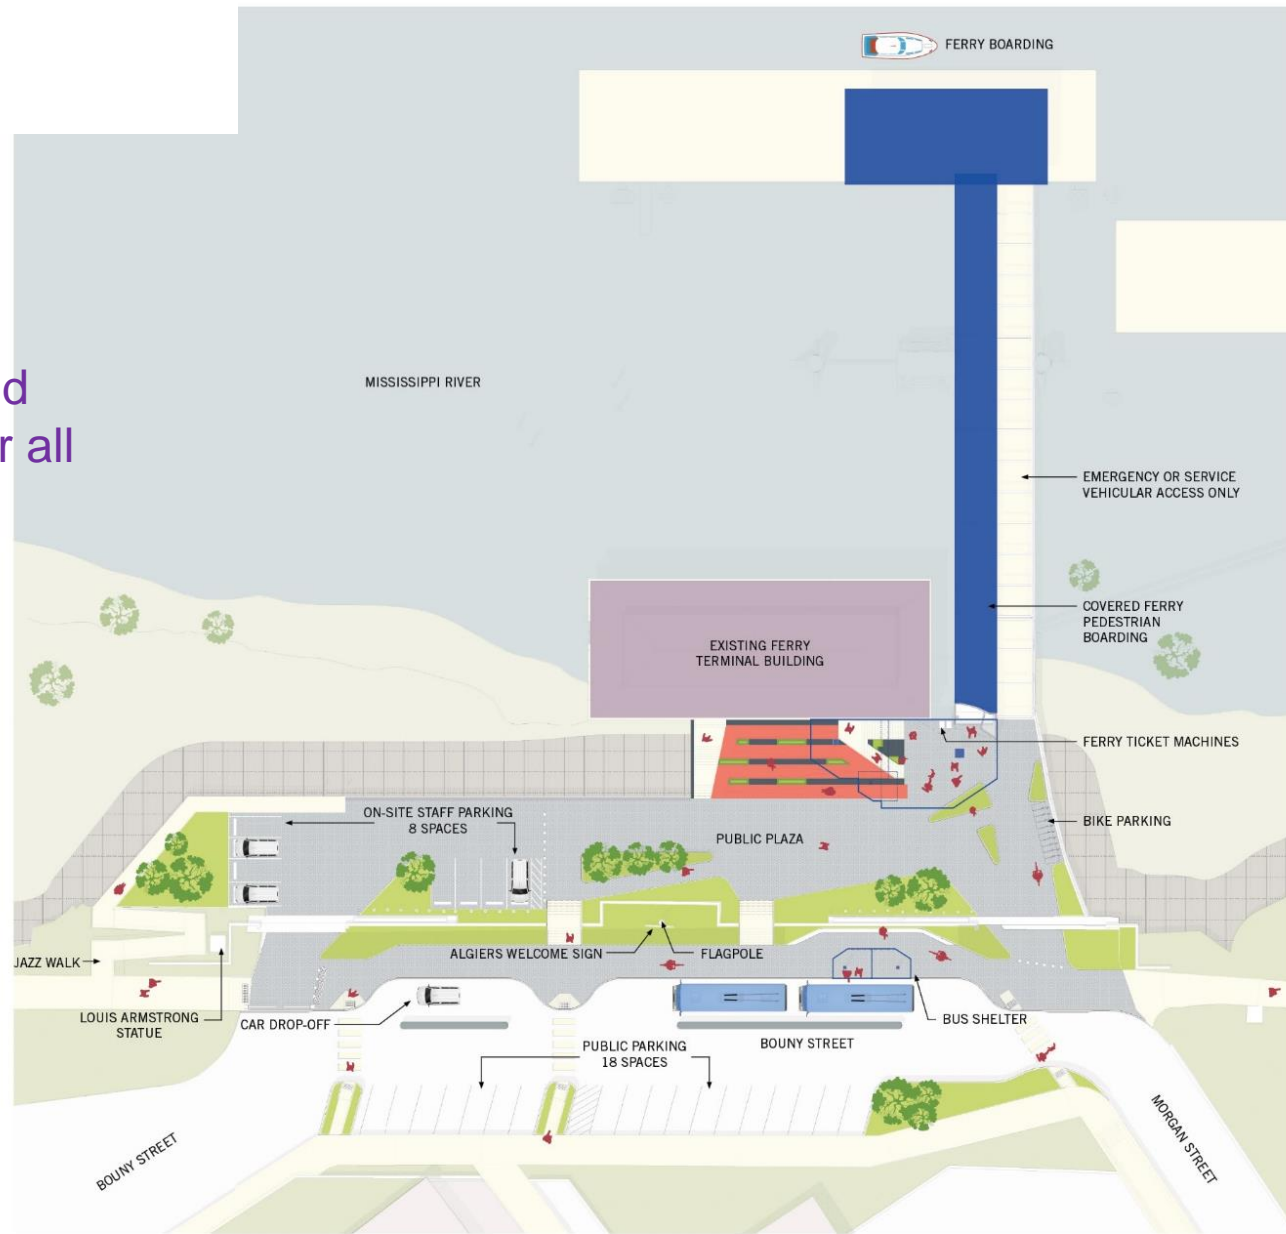 FERRY BOARDING
MISSISSIPPI RIVER
d
r all
EMERGENCY OR SERVICE
VEHICULAR ACCESS ONLY
COVERED FERRY
PEDESTRIAN
BOARDING
EXISTING FERRY
TERMINAL BUILDING
FERRY TICKET MACHINES
ON-SITE STAFF PARKING
8 SPACES
PUBLIC PLAZA
BIKE PARKING
ALGIERS WELCOME SIGN
FLAGPOLE
JAZZ WALK
LOUIS ARMSTRONG
STATUE
CAR DROP-OFF
BUS SHELTER
PUBLIC PARKING
18 SPACES
BOUNY STREET
BOUNY STREET
MORGAN STREET